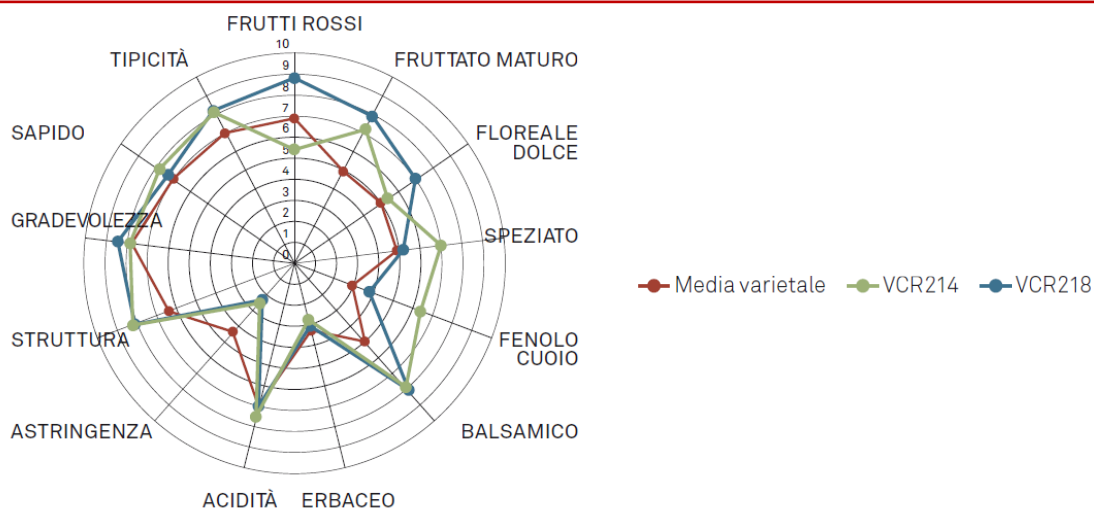 FRUTTI ROSSI
10
9
8
7
6
5
4
3
2
1
0
TIPICITÀ
FRUTTATO MATURO
SAPIDO
FLOREALE
DOLCE
GRADEVOLEZZA
SPEZIATO
Media varietale
VCR214
VCR218
STRUTTURA
FENOLO
CUOIO
ASTRINGENZA
BALSAMICO
ACIDITÀ
ERBACEO